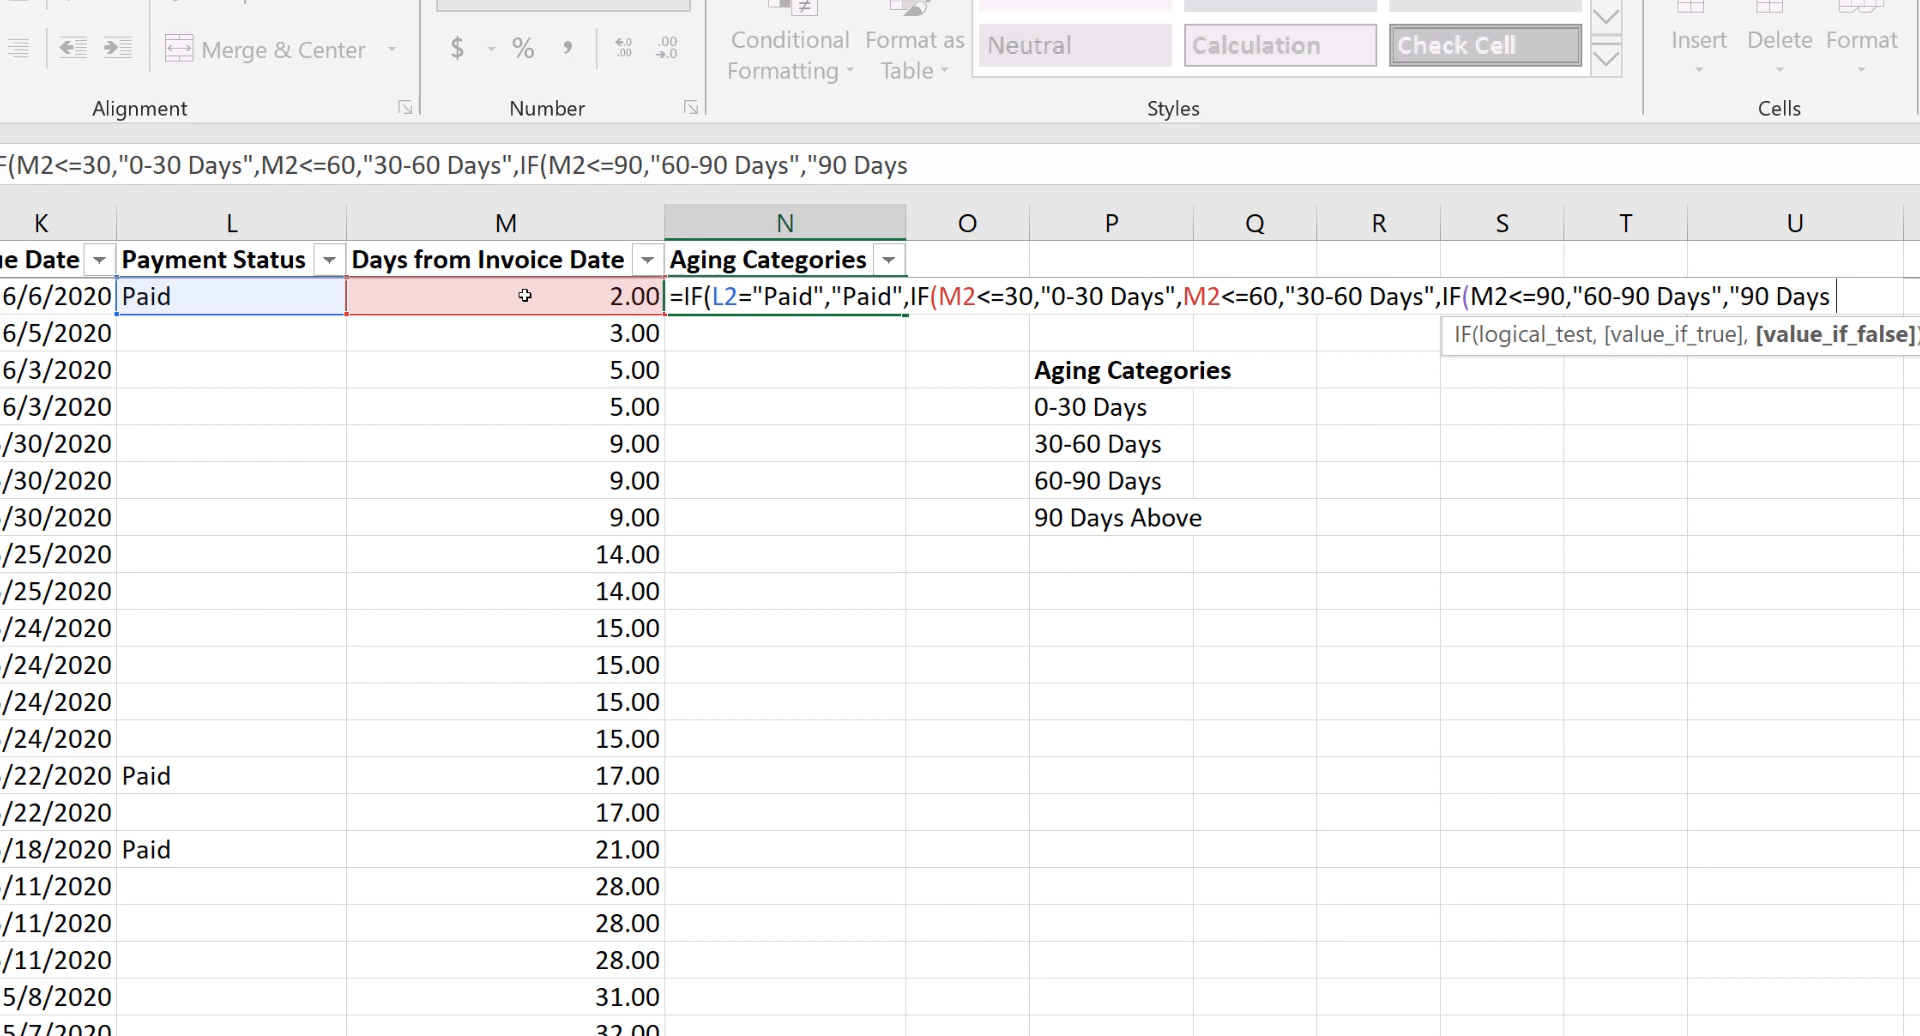 Merge & Center
$ % ,
Conditional Formatting
Format as Table
Neutral
Calculation
Check Cell
Insert
Delete
Format
Alignment
Number
Styles
Cells
F(M2<=30,"0-30 Days",M2<=60,"30-60 Days",IF(M2<=90,"60-90 Days","90 Days
K L M N O P Q R S T U
e Date Payment Status Days from Invoice Date Aging Categories
6/6/2020 Paid 2.00 =IF(L2="Paid","Paid",IF(M2<=30,"0-30 Days",M2<=60,"30-60 Days",IF(M2<=90,"60-90 Days","90 Days
6/5/2020 3.00
IF(logical_test, [value_if_true], [value_if_false])
6/3/2020 5.00 Aging Categories
6/3/2020 5.00 0-30 Days
/30/2020 9.00 30-60 Days
/30/2020 9.00 60-90 Days
/30/2020 9.00 90 Days Above
/25/2020 14.00
/25/2020 14.00
/24/2020 15.00
/24/2020 15.00
/24/2020 15.00
/24/2020 15.00
/22/2020 Paid 17.00
/22/2020 17.00
/18/2020 Paid 21.00
/11/2020 28.00
/11/2020 28.00
/11/2020 28.00
5/8/2020 31.00
5/7/2020 32.00